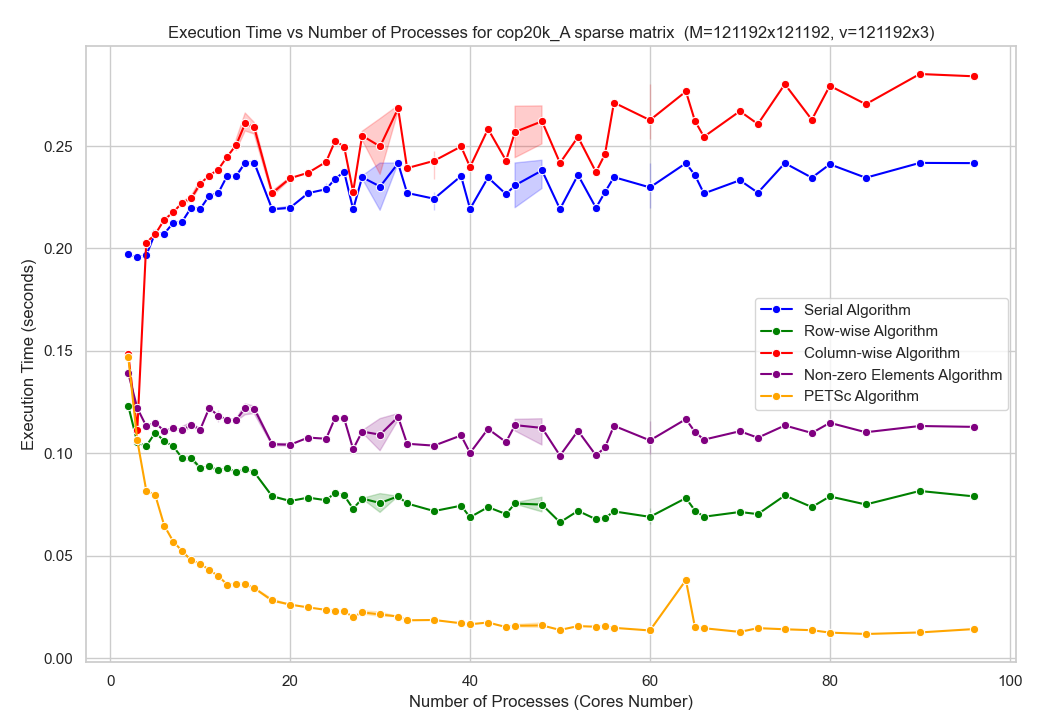 Execution Time vs Number of Processes for cop20k_A sparse matrix  (M=121192x121192, v=121192x3)
Execution Time (seconds)
0.25
0.20
0.15
0.10
0.05
0.00
Serial Algorithm
Row-wise Algorithm
Column-wise Algorithm
Non-zero Elements Algorithm
PETSc Algorithm
0 20 40 60 80 100
Number of Processes (Cores Number)